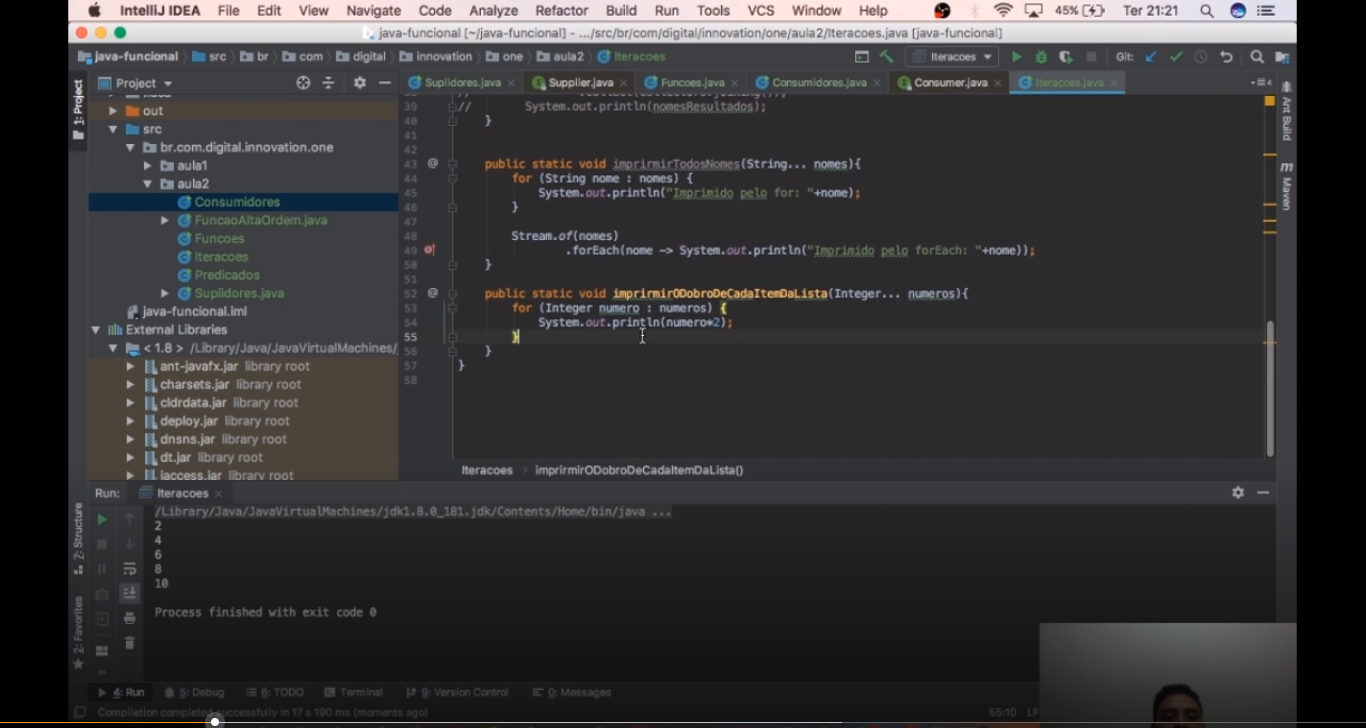 IntelliJ IDEA File Edit View Navigate Code Analyze Refactor Build Run Tools VCS Window Help 45% Ter 21:21
java-funcional [~/java-funcional] - .../src/br/com/digital/innovation/one/aula2/Iteracoes.java [java-funcional]
java-funcional src br com digital innovation one aula2 Iteracoes Iteracoes Git:
1: Project
Project
Suplidores.java Supplier.java Funcoes.java Consumidores.java Consumer.java Iteracoes.java
out
src
br.com.digital.innovation.one
aula1
aula2
Consumidores
FuncaoAltaOrdem.java
Funcoes
Iteracoes
Predicados
Suplidores.java
java-funcional.iml
External Libraries
< 1.8 > /Library/Java/JavaVirtualMachines/
ant-javafx.jar library root
charsets.jar library root
cldrdata.jar library root
deploy.jar library root
dnsns.jar library root
dt.jar library root
jaccess.jar library root
39 // System.out.println(nomesResultados);
40 }
41
42
43 @ public static void imprirmirTodosNomes(String... nomes){
44 for (String nome : nomes) {
45 System.out.println("Imprimido pelo for: "+nome);
46 }
47
48 Stream.of(nomes)
49 .forEach(nome -> System.out.println("Imprimido pelo forEach: "+nome));
50 }
51
52 @ public static void imprirmirODobroDeCadaItemDaLista(Integer... numeros){
53 for (Integer numero : numeros) {
54 System.out.println(numero*2);
55 }
56 }
57 }
58
Iteracoes imprirmirODobroDeCadaItemDaLista()
Ant Build
Maven
Run: Iteracoes
/Library/Java/JavaVirtualMachines/jdk1.8.0_181.jdk/Contents/Home/bin/java ...
2
4
6
8
10
Process finished with exit code 0
7: Structure
2: Favorites
4: Run 5: Debug 6: TODO Terminal 9: Version Control 0: Messages
Compilation completed successfully in 17 s 190 ms (moments ago) 55:10 LF